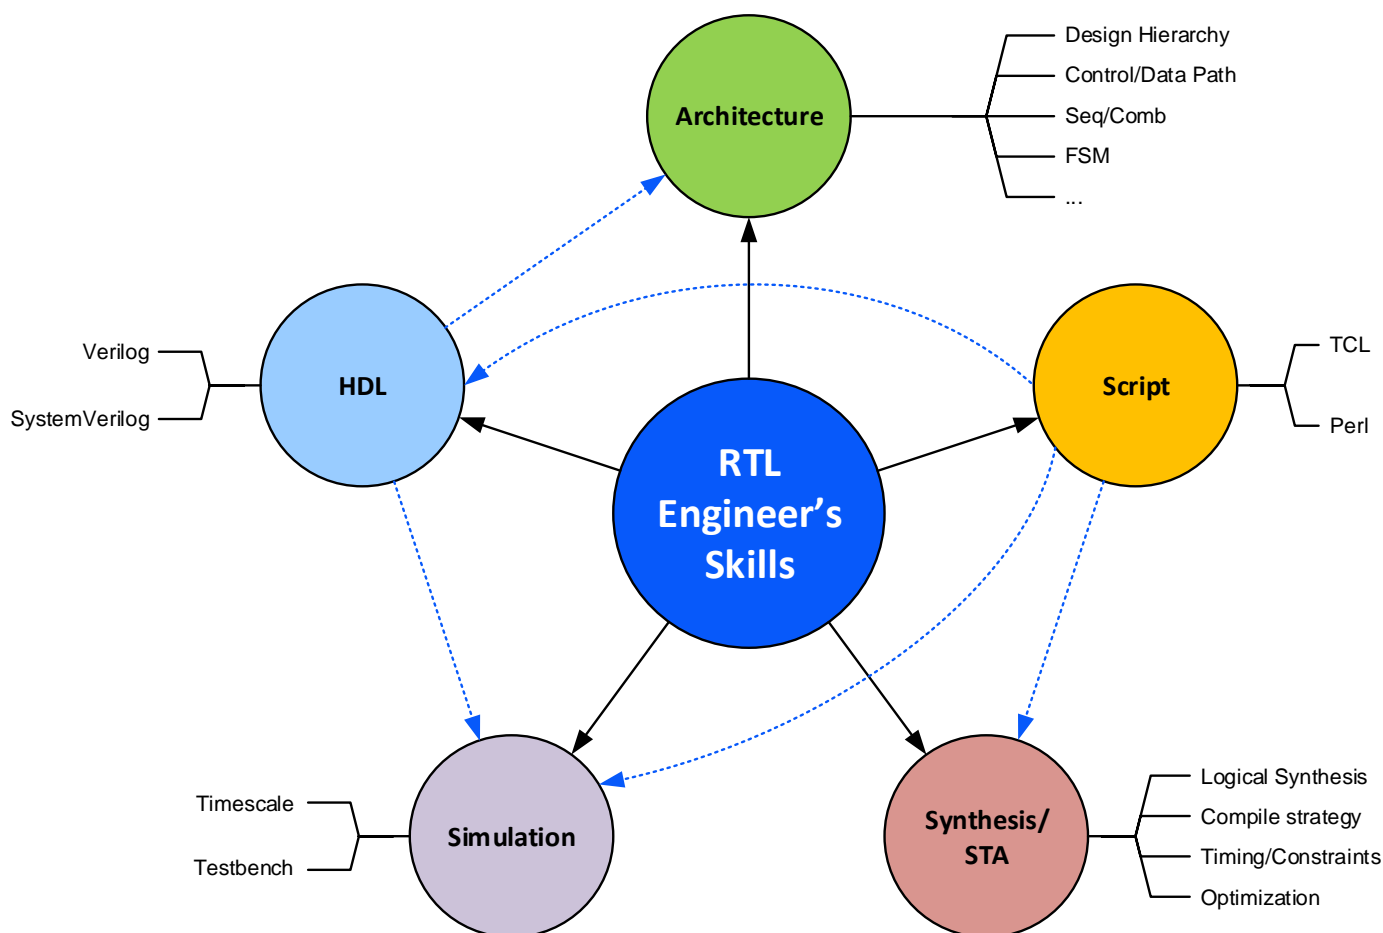 Design Hierarchy
Control/Data Path
Architecture
Seq/Comb
FSM
...
Verilog
SystemVerilog
HDL
Script
TCL
Perl
RTL
Engineer’s
Skills
Timescale
Testbench
Simulation
Synthesis/
STA
Logical Synthesis
Compile strategy
Timing/Constraints
Optimization